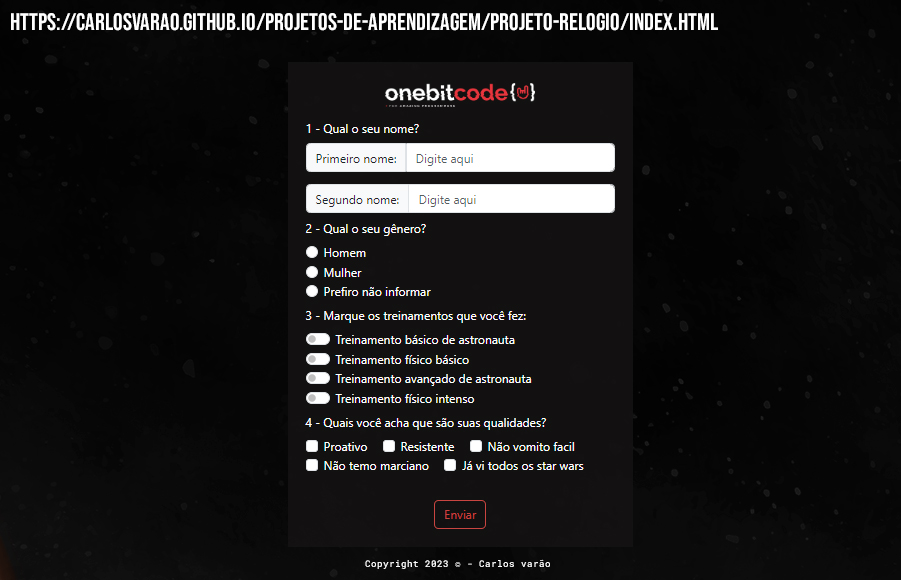 HTTPS://CARLOSVARAO.GITHUB.IO/PROJETOS-DE-APRENDIZAGEM/PROJETO-RELOGIO/INDEX.HTML
onebitcode{}
1 - Qual o seu nome?
Primeiro nome: Digite aqui
Segundo nome: Digite aqui
2 - Qual o seu gênero?
Homem
Mulher
Prefiro não informar
3 - Marque os treinamentos que você fez:
Treinamento básico de astronauta
Treinamento físico básico
Treinamento avançado de astronauta
Treinamento físico intenso
4 - Quais você acha que são suas qualidades?
Proativo Resistente Não vomito facil
Não temo marciano Já vi todos os star wars
Enviar
Copyright 2023 © - Carlos varão